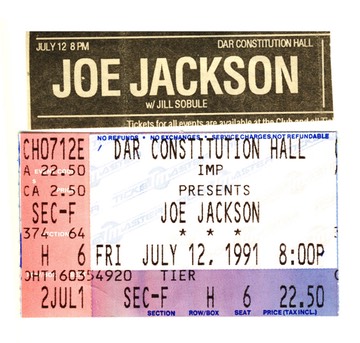 JULY 12 8 PM DAR CONSTITUTION HALL
JOE JACKSON
w/ JILL SOBULE
Tickets for all events are available at the Club and all Ti
NO REFUNDS • NO EXCHANGES • SERVICE CHARGES NOT REFUNDABLE
CH0712E DAR CONSTITUTION HALL
A 22.50 IMP
CA 2.50 PRESENTS
SEC-F JOE JACKSON
374 64 * * *
H 6 FRI JULY 12, 1991 8:00P
OHT160354920 TIER
2JUL1 SEC-F H 6 22.50
SECTION ROW/BOX SEAT PRICE (TAX INCL.)